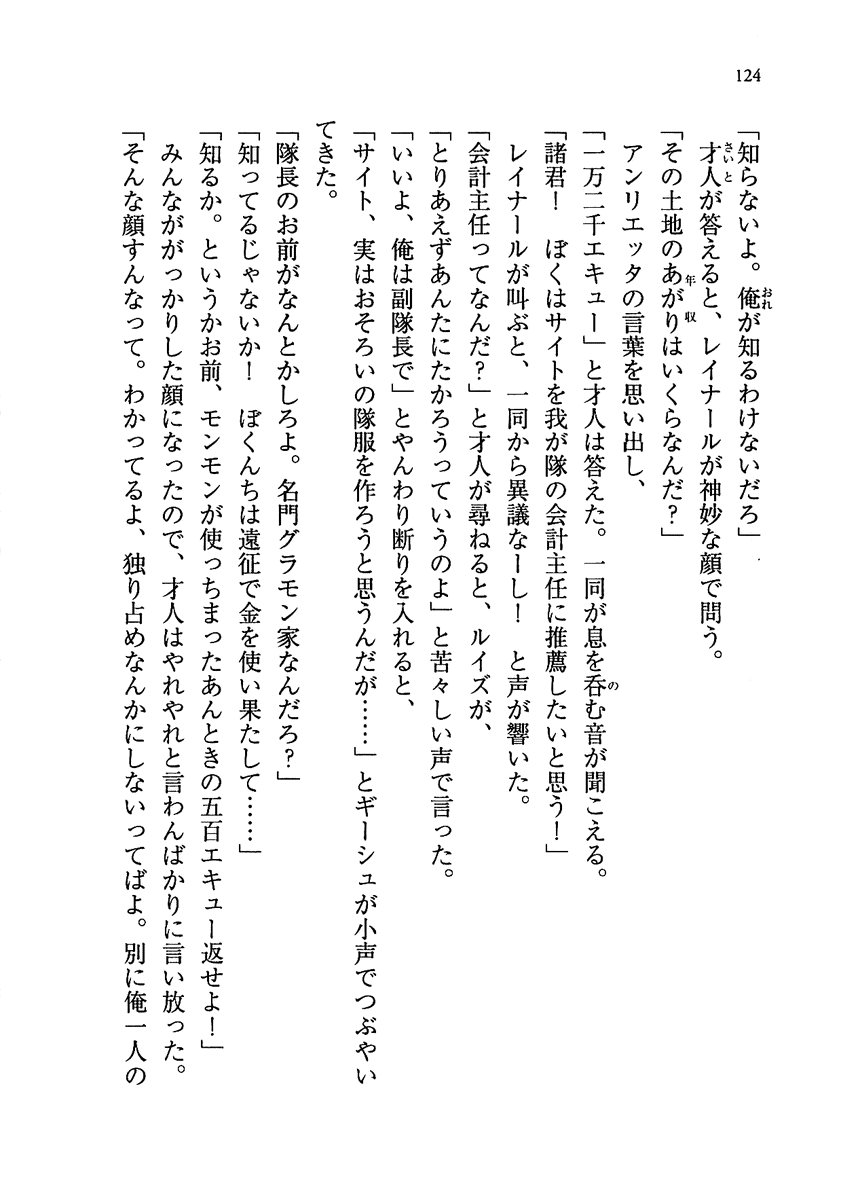 124
「知らないよ。俺が知るわけないだろ」
才人が答えると、レイナールが神妙な顔で問う。
「その土地のあがりはいくらなんだ？」
アンリエッタの言葉を思い出し、
「一万二千エキュー」と才人は答えた。一同が息を呑む音が聞こえる。
「諸君！　ぼくはサイトを我が隊の会計主任に推薦したいと思う！」
レイナールが叫ぶと、一同から異議なーし！　と声が響いた。
「会計主任ってなんだ？」と才人が尋ねると、ルイズが、
「とりあえずあんたにたかろうっていうのよ」と苦々しい声で言った。
「いいよ、俺は副隊長で」とやんわり断りを入れると、
「サイト、実はおそろいの隊服を作ろうと思うんだが……」とギーシュが小声でつぶやい
てきた。
「隊長のお前がなんとかしろよ。名門グラモン家なんだろ？」
「知ってるじゃないか！　ぼくんちは遠征で金を使い果たして……」
「知るか。というかお前、モンモンが使っちまったあんときの五百エキュー返せよ！」
みんなががっかりした顔になったので、才人はやれやれと言わんばかりに言い放った。
「そんな顔すんなって。わかってるよ、独り占めなんかにしないってばよ。別に俺一人の